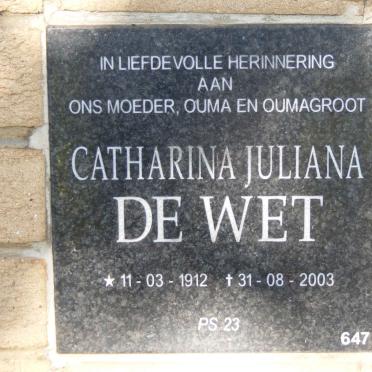 IN LIEFDEVOLLE HERINNERING
AAN
ONS MOEDER, OUMA EN OUMAGROOT
CATHARINA JULIANA
DE WET
★ 11 - 03 - 1912 ✝ 31 - 08 - 2003
PS 23
647